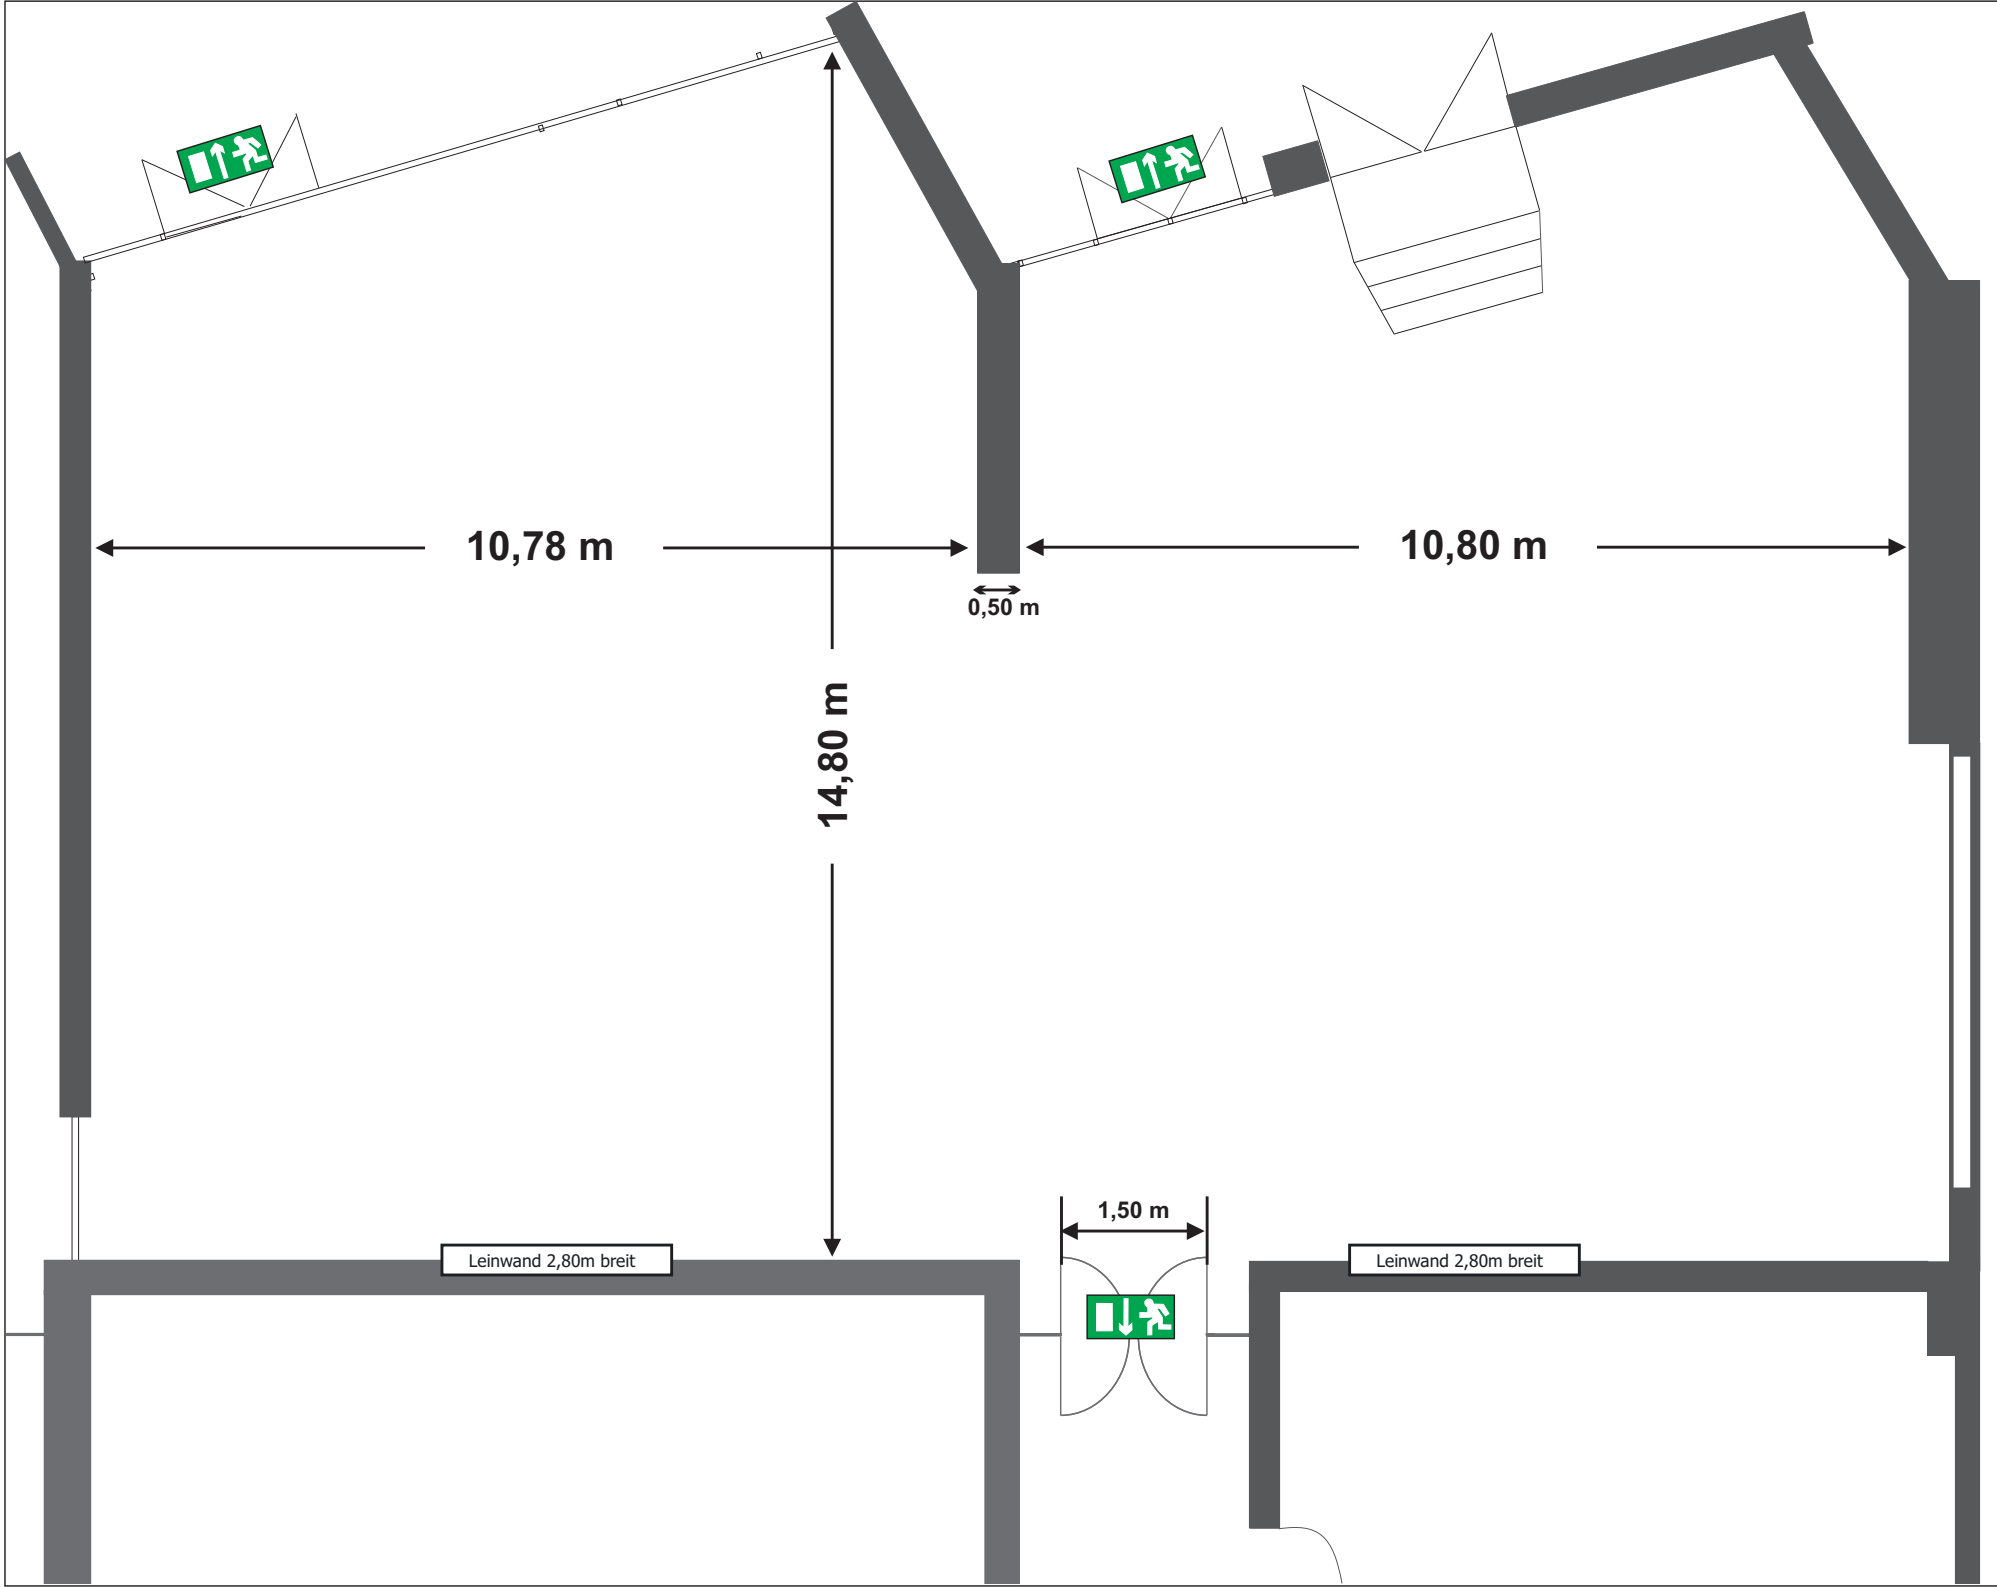 10,78 m
10,80 m
0,50 m
14,80 m
1,50 m
Leinwand 2,80m breit
Leinwand 2,80m breit